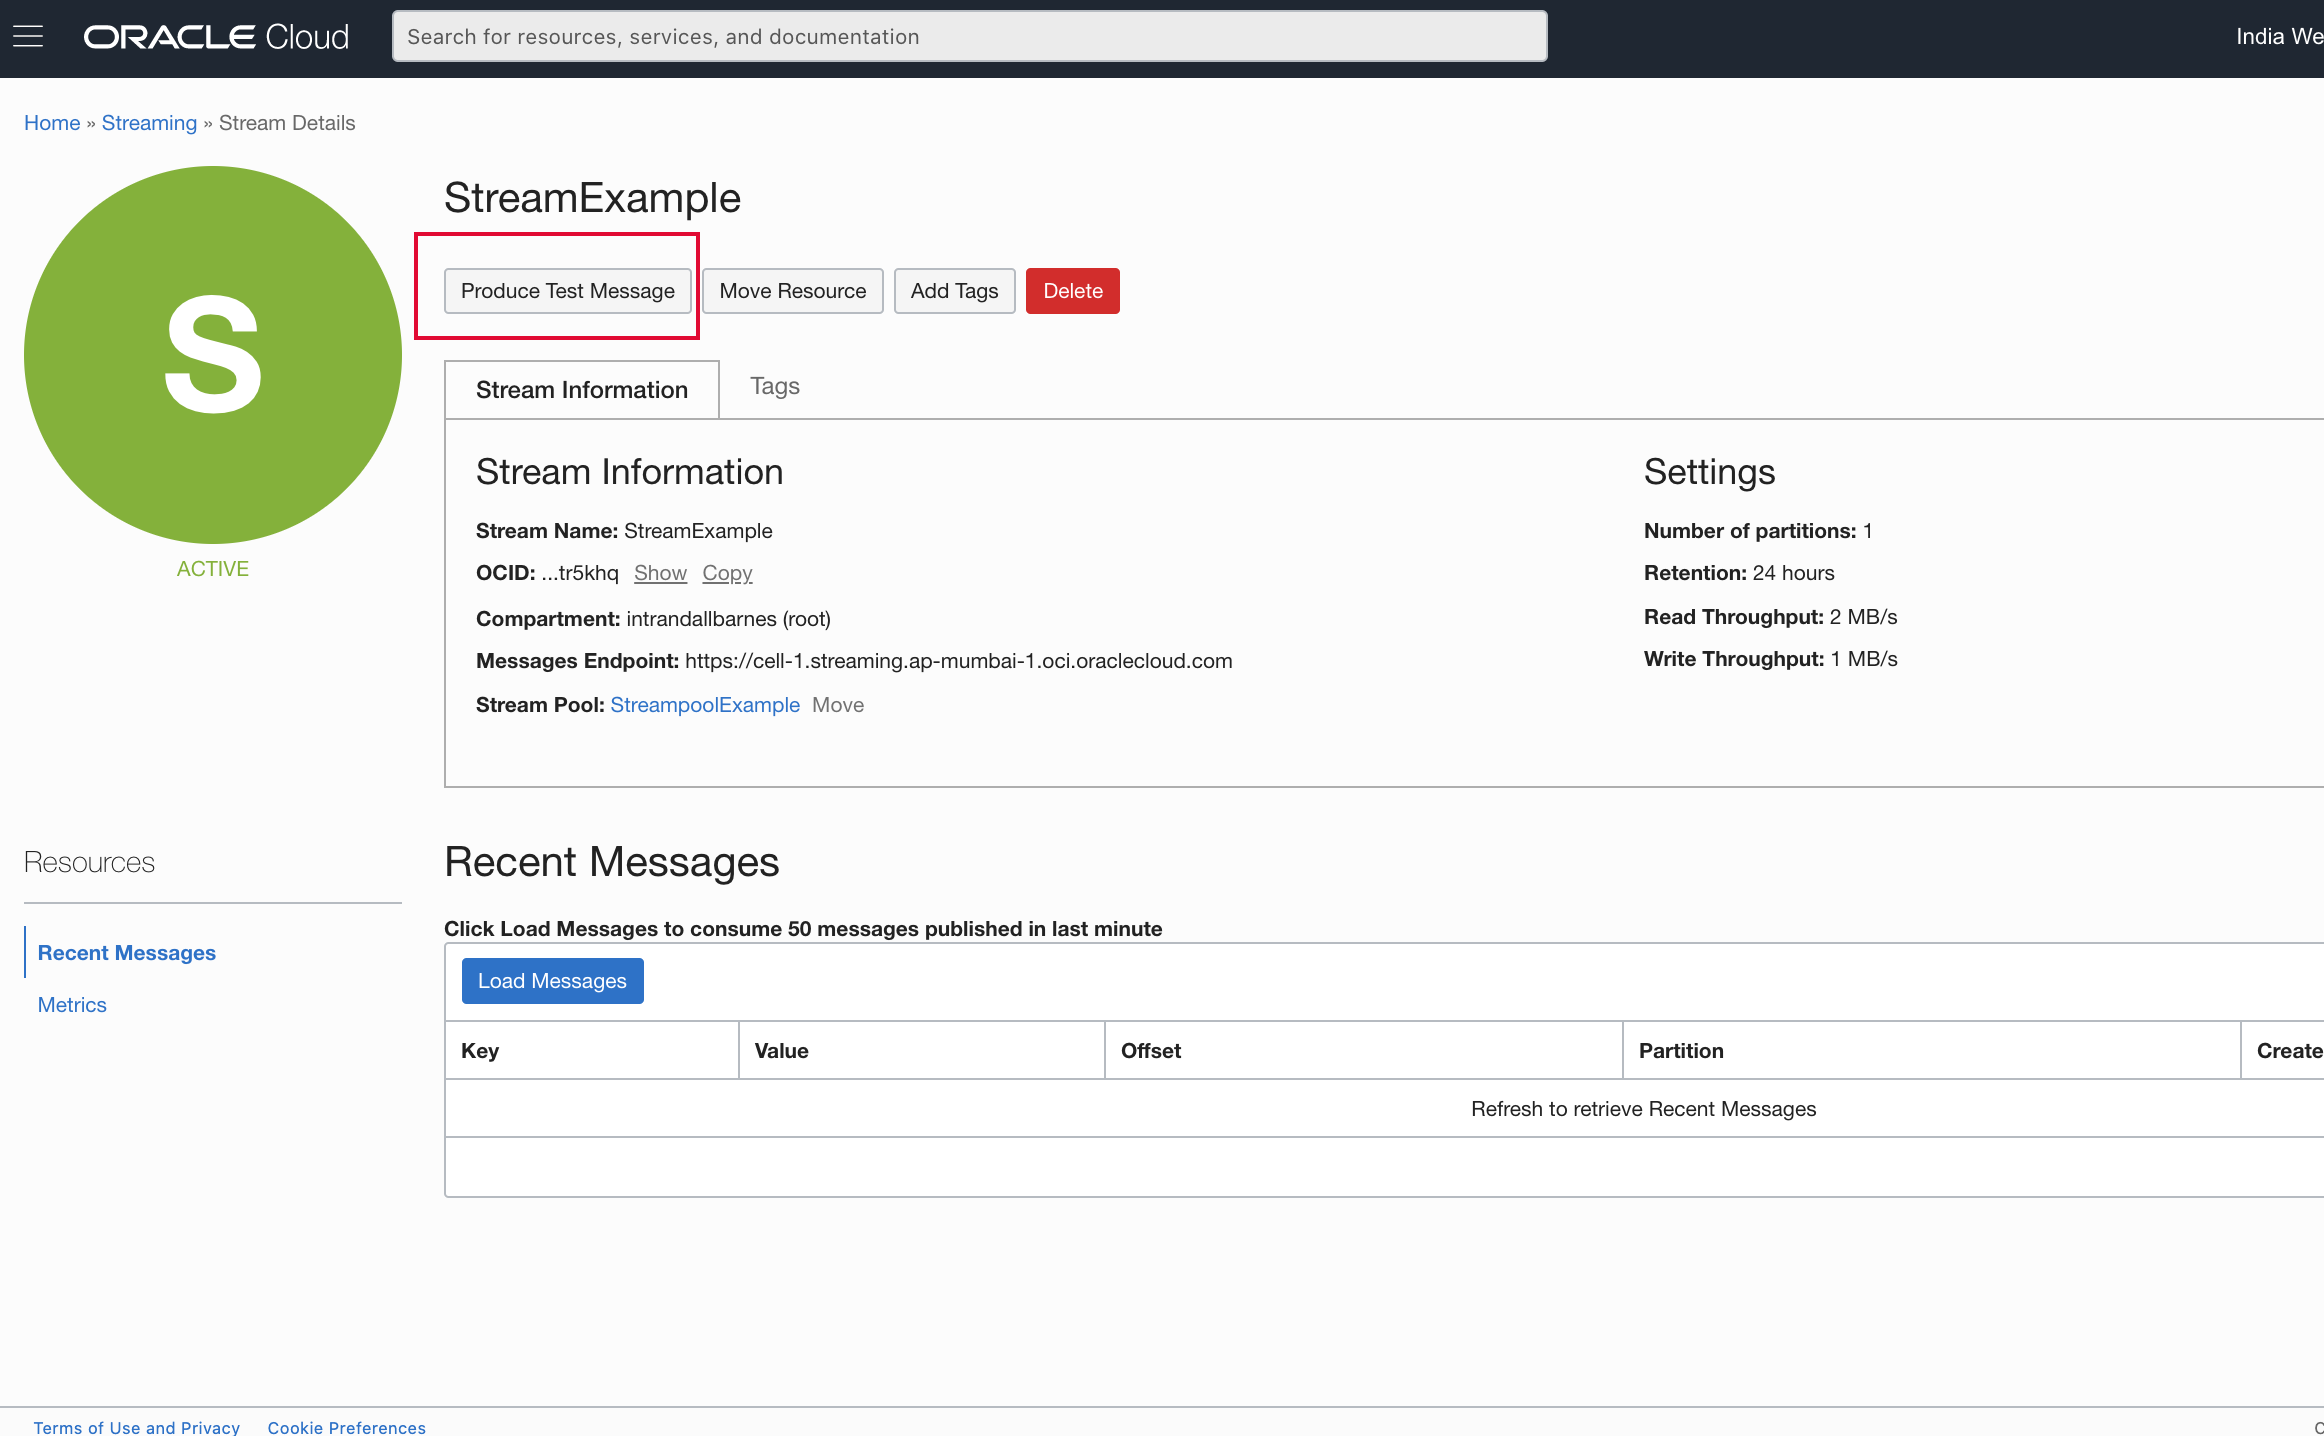 ORACLE Cloud
Search for resources, services, and documentation
India We
Home » Streaming » Stream Details
S
ACTIVE
StreamExample
Produce Test Message
Move Resource
Add Tags
Delete
Stream Information
Tags
Stream Information
Stream Name: StreamExample
OCID: ...tr5khq Show Copy
Compartment: intrandallbarnes (root)
Messages Endpoint: https://cell-1.streaming.ap-mumbai-1.oci.oraclecloud.com
Stream Pool: StreampoolExample Move
Settings
Number of partitions: 1
Retention: 24 hours
Read Throughput: 2 MB/s
Write Throughput: 1 MB/s
Resources
Recent Messages
Metrics
Recent Messages
Click Load Messages to consume 50 messages published in last minute
Load Messages
Key Value Offset Partition Create
Refresh to retrieve Recent Messages
Terms of Use and Privacy Cookie Preferences